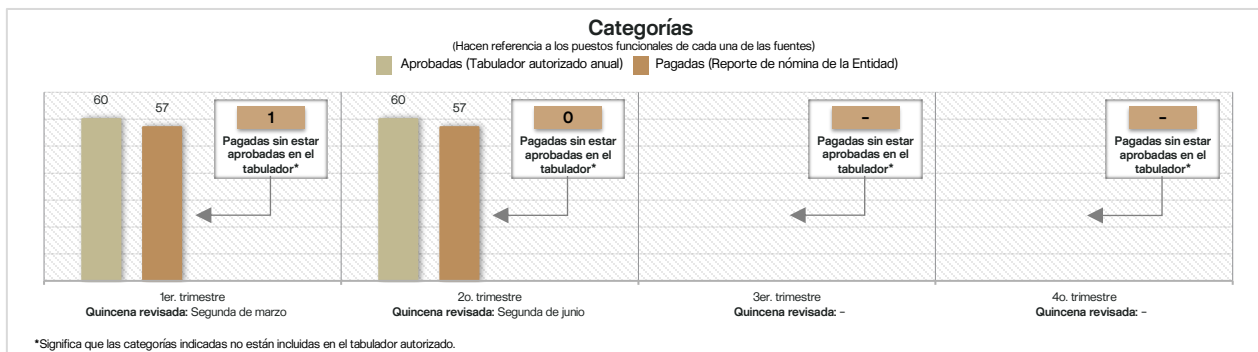 Categorías
(Hacen referencia a los puestos funcionales de cada una de las fuentes)
Aprobadas (Tabulador autorizado anual)
Pagadas (Reporte de nómina de la Entidad)
60
57
1
Pagadas sin estar
aprobadas en el
tabulador*
60
57
0
Pagadas sin estar
aprobadas en el
tabulador*
-
Pagadas sin estar
aprobadas en el
tabulador*
-
Pagadas sin estar
aprobadas en el
tabulador*
1er. trimestre
Quincena revisada: Segunda de marzo
2o. trimestre
Quincena revisada: Segunda de junio
3er. trimestre
Quincena revisada: -
4o. trimestre
Quincena revisada: -
*Significa que las categorías indicadas no están incluidas en el tabulador autorizado.